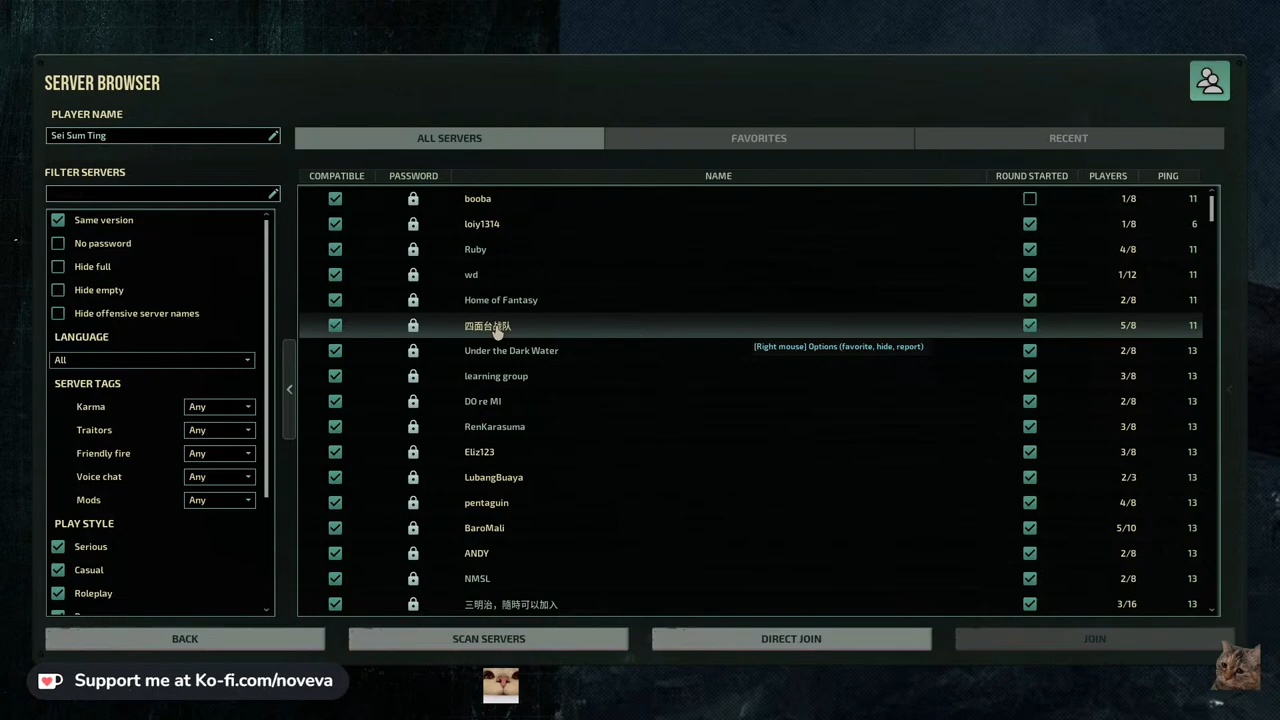 SERVER BROWSER
PLAYER NAME
Sei Sum Ting
ALL SERVERS FAVORITES RECENT
FILTER SERVERS
COMPATIBLE PASSWORD NAME ROUND STARTED PLAYERS PING
booba 1/8 11
Same version
loiy1314 1/8 6
No password
Ruby 4/8 11
Hide full
wd 1/12 11
Hide empty
Home of Fantasy 2/8 11
Hide offensive server names
四面台战队 5/8 11
LANGUAGE
[Right mouse] Options (favorite, hide, report)
Under the Dark Water 2/8 13
All
learning group 3/8 13
SERVER TAGS
DO re MI 2/8 13
Karma Any
RenKarasuma 3/8 13
Traitors Any
Eliz123 3/8 13
Friendly fire Any
LubangBuaya 2/3 13
Voice chat Any
pentaguin 4/8 13
Mods Any
BaroMali 5/10 13
PLAY STYLE
ANDY 2/8 13
Serious
NMSL 2/8 13
Casual
三明治，隨時可以加入 3/16 13
Roleplay
BACK SCAN SERVERS DIRECT JOIN JOIN
Support me at Ko-fi.com/noveva